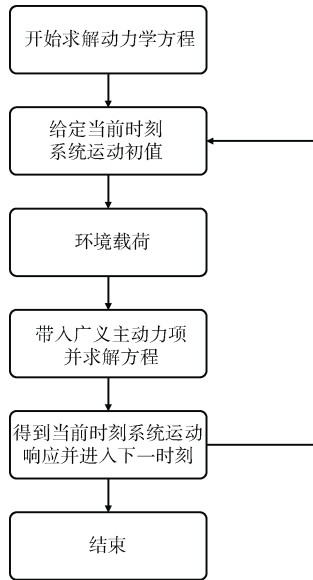 开始求解动力学方程
给定当前时刻
系统运动初值
环境载荷
带入广义主动力项
并求解方程
得到当前时刻系统运动
响应并进入下一时刻
结束